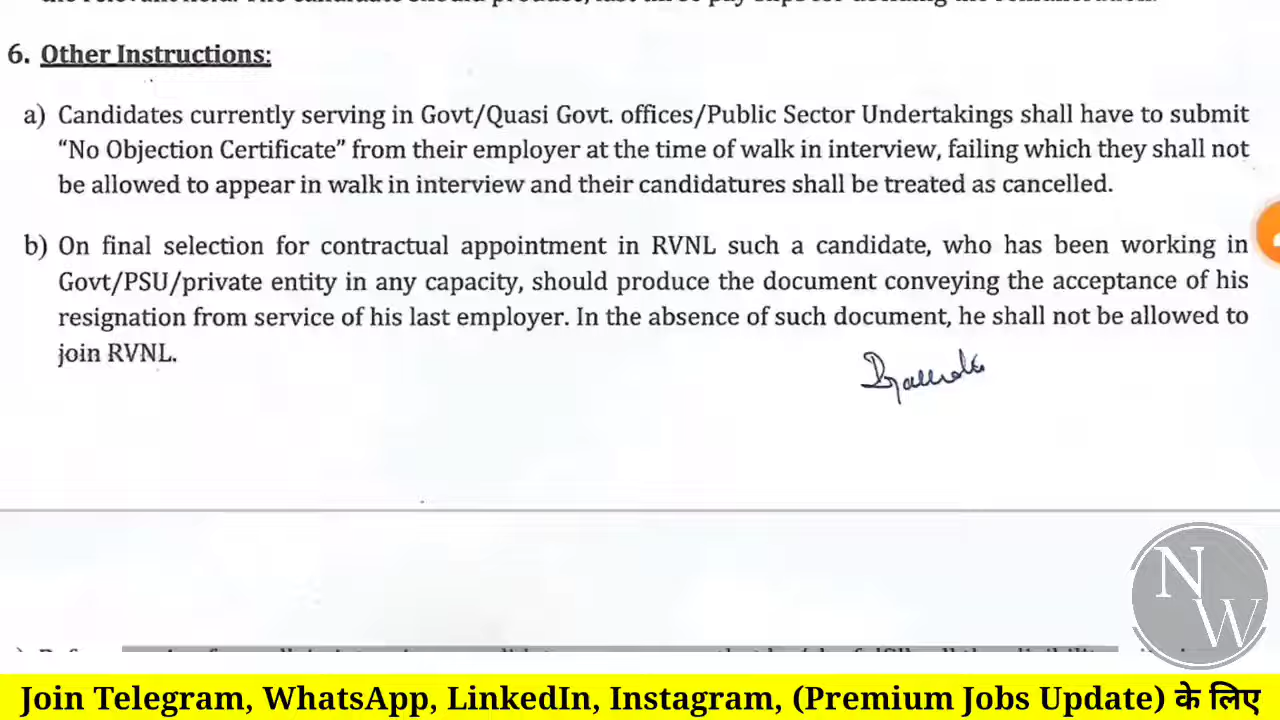 6. Other Instructions:
a) Candidates currently serving in Govt/Quasi Govt. offices/Public Sector Undertakings shall have to submit
“No Objection Certificate” from their employer at the time of walk in interview, failing which they shall not
be allowed to appear in walk in interview and their candidatures shall be treated as cancelled.
b) On final selection for contractual appointment in RVNL such a candidate, who has been working in
Govt/PSU/private entity in any capacity, should produce the document conveying the acceptance of his
resignation from service of his last employer. In the absence of such document, he shall not be allowed to
join RVNL.
NW
Join Telegram, WhatsApp, LinkedIn, Instagram, (Premium Jobs Update) के लिए